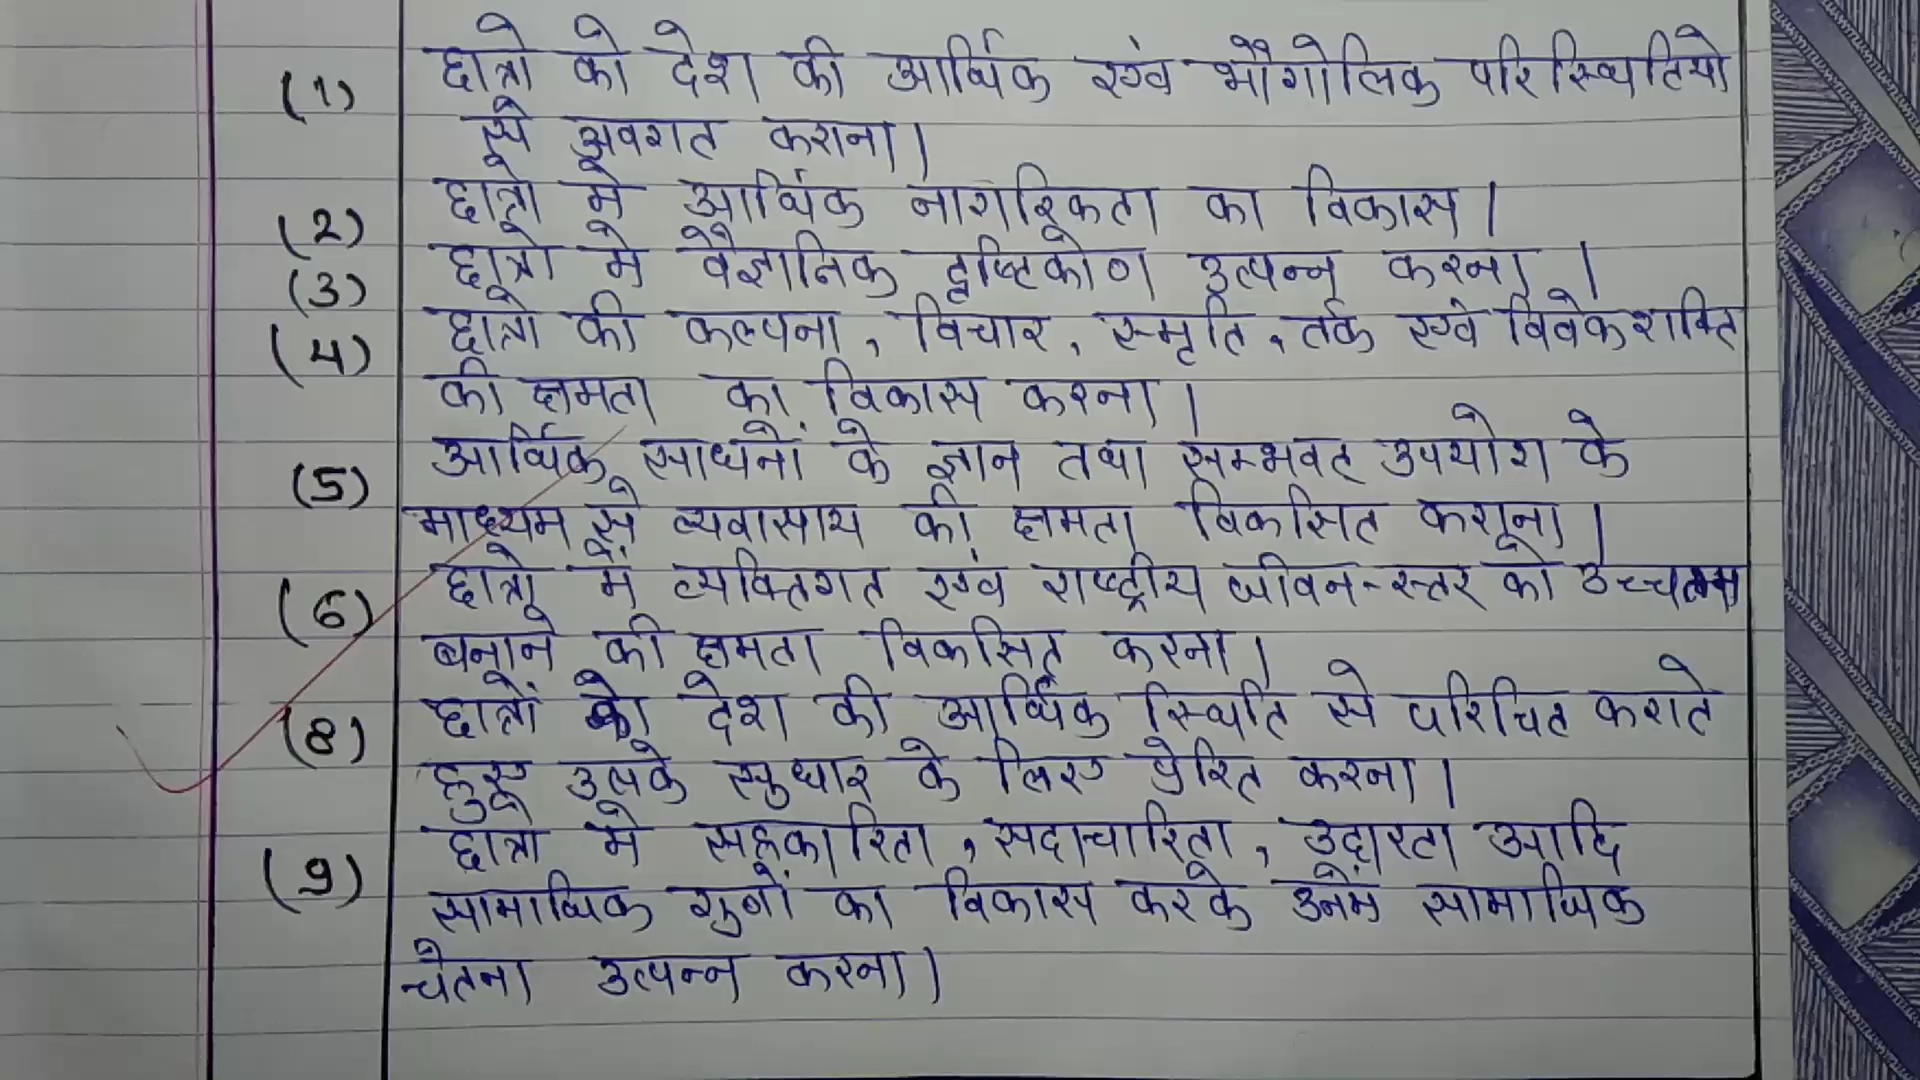 (1) छात्रो को देश की आर्थिक एवं भौगोलिक परिस्थितियो
से अवगत कराना।
(2) छात्रो मे आर्थिक नागरिकता का विकास।
(3) छात्रो मे वैज्ञानिक दृष्टिकोण उत्पन्न करना।
(4) छात्रो की कल्पना, विचार, स्मृति, तर्क एवं विवेकशक्ति
की क्षमता का विकास करना।
(5) आर्थिक साधनों के ज्ञान तथा सम्भवत् उपयोग के
माध्यम से व्यवासाय की क्षमता विकसित कराना।
(6) छात्रो में व्यक्तिगत एवं राष्ट्रीय जीवन-स्तर को उच्चतम
बनाने की क्षमता विकसित करना।
(8) छात्रों को देश की आर्थिक स्थिति से परिचित कराते
हुए उसके सुधार के लिए प्रेरित करना।
(9) छात्रो मे सहकारिता, सदाचारिता, उदारता आदि
सामाजिक गुणों का विकास करके उनमें सामाजिक
चेतना उत्पन्न करना।